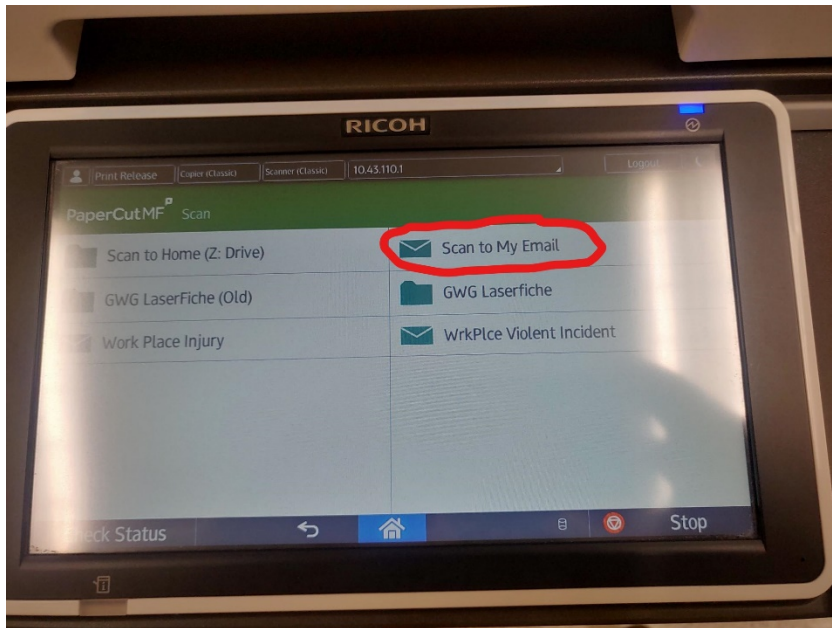 RICOH
Print Release Copier (Classic) Scanner (Classic) 10.43.110.1 Logout
PaperCutMF Scan
Scan to Home (Z: Drive) Scan to My Email
GWG LaserFiche (Old) GWG Laserfiche
Work Place Injury WrkPlce Violent Incident
Check Status Stop